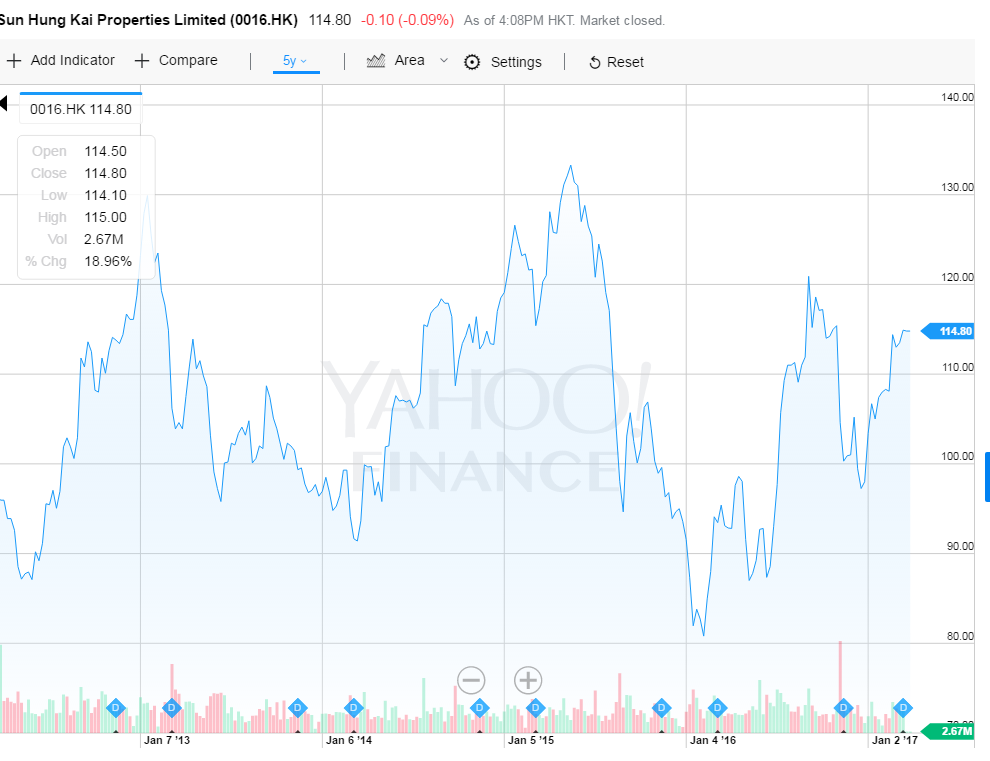 Sun Hung Kai Properties Limited (0016.HK) 114.80 -0.10 (-0.09%) As of 4:08PM HKT. Market closed.
Add Indicator Compare 5y Area Settings Reset
140.00
0016.HK 114.80
Open 114.50
Close 114.80
Low 114.10
High 115.00
Vol 2.67M
% Chg 18.96%
130.00
120.00
114.80
110.00
YAHOO!
FINANCE
100.00
90.00
80.00
D D D D D D D D D D
70.00
2.67M
Jan 7 '13 Jan 6 '14 Jan 5 '15 Jan 4 '16 Jan 2 '17